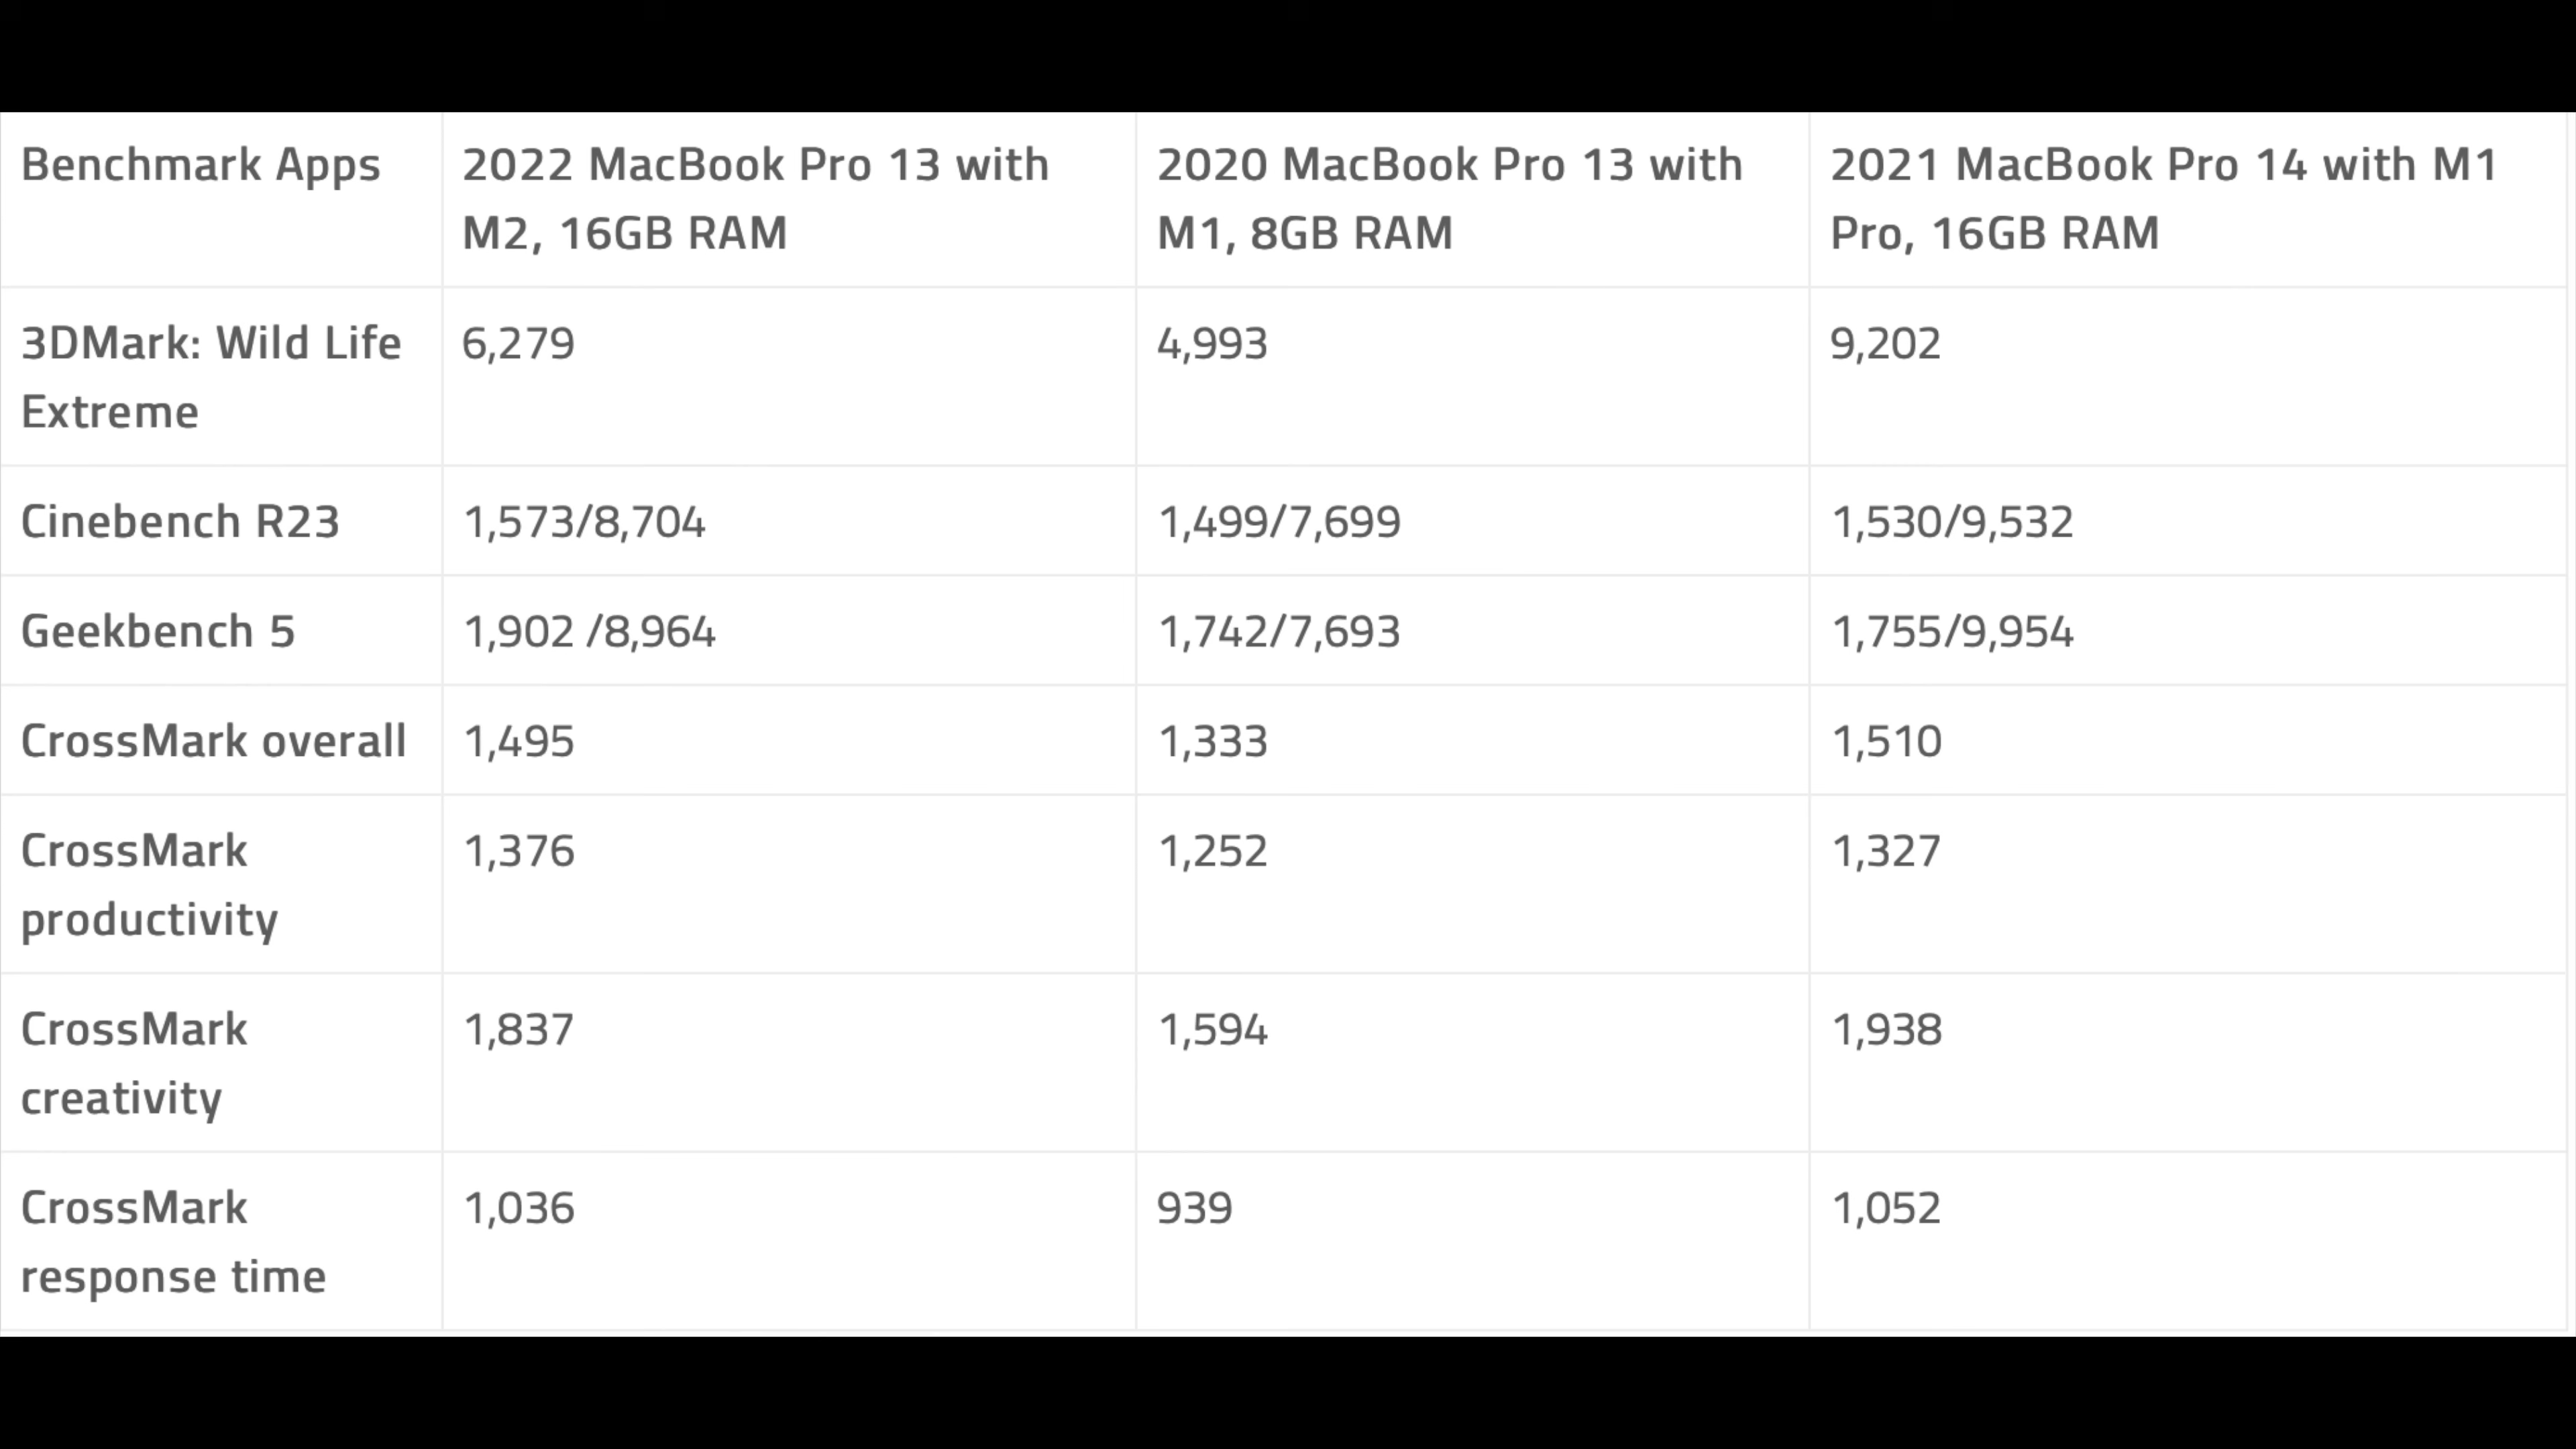 Benchmark Apps
2022 MacBook Pro 13 with
M2, 16GB RAM
2020 MacBook Pro 13 with
M1, 8GB RAM
2021 MacBook Pro 14 with M1
Pro, 16GB RAM
3DMark: Wild Life
Extreme
6,279
4,993
9,202
Cinebench R23
1,573/8,704
1,499/7,699
1,530/9,532
Geekbench 5
1,902 /8,964
1,742/7,693
1,755/9,954
CrossMark overall
1,495
1,333
1,510
CrossMark
productivity
1,376
1,252
1,327
CrossMark
creativity
1,837
1,594
1,938
CrossMark
response time
1,036
939
1,052